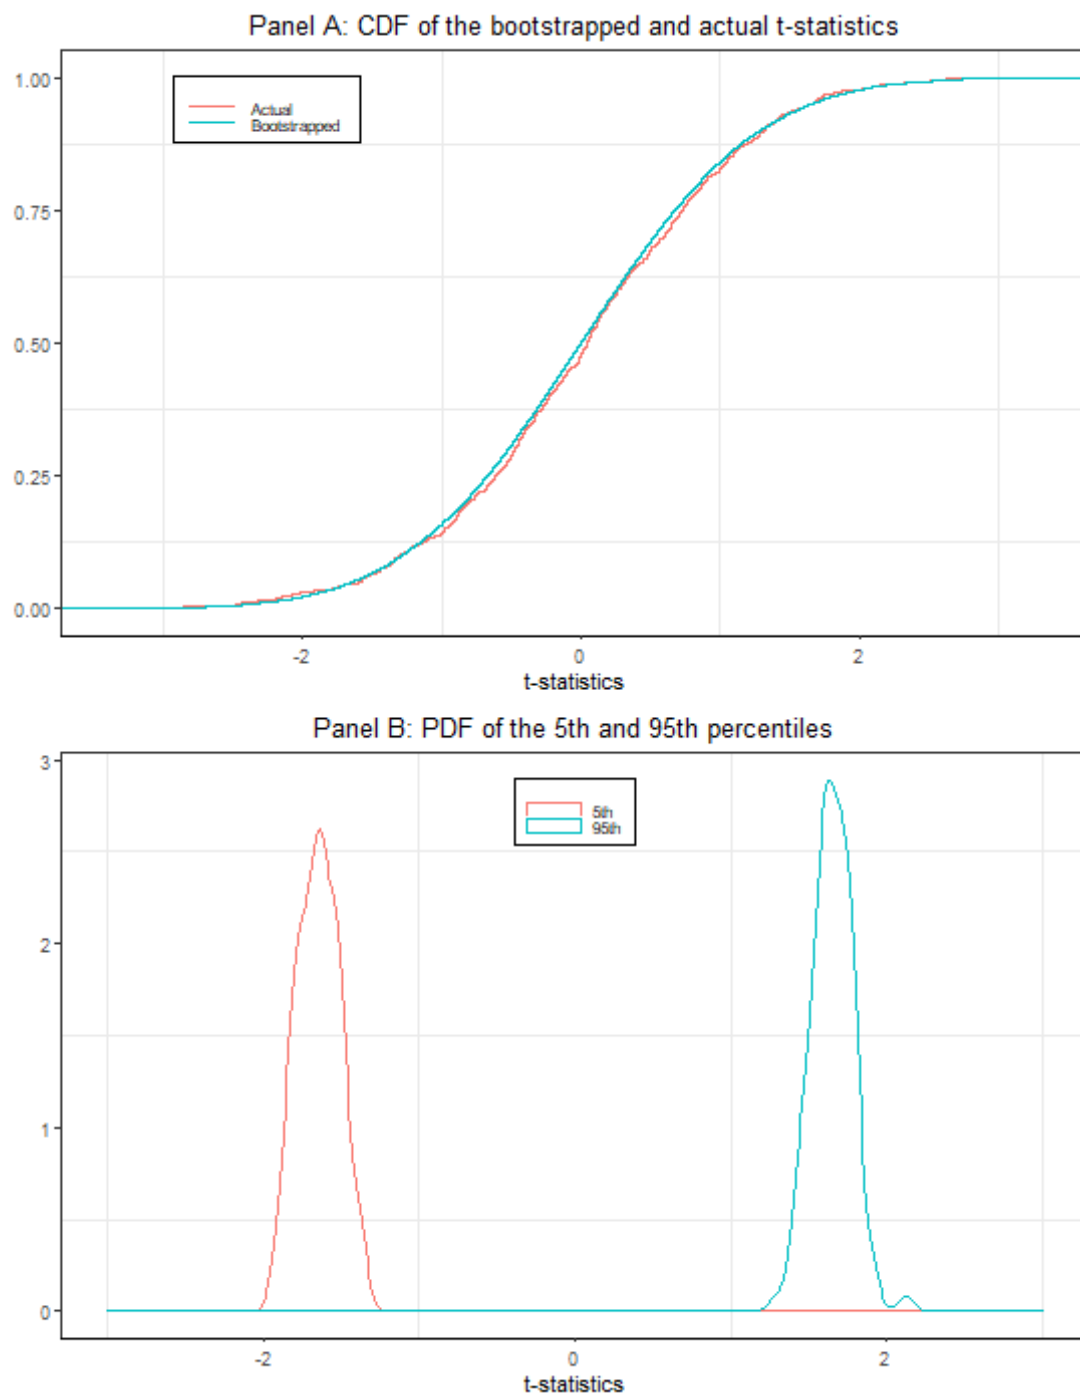 Panel A: CDF of the bootstrapped and actual t-statistics
1.00
Actual
Bootstrapped
0.75
0.50
0.25
0.00
-2 0 2
t-statistics
Panel B: PDF of the 5th and 95th percentiles
3
5th
95th
2
1
0
-2 0 2
t-statistics